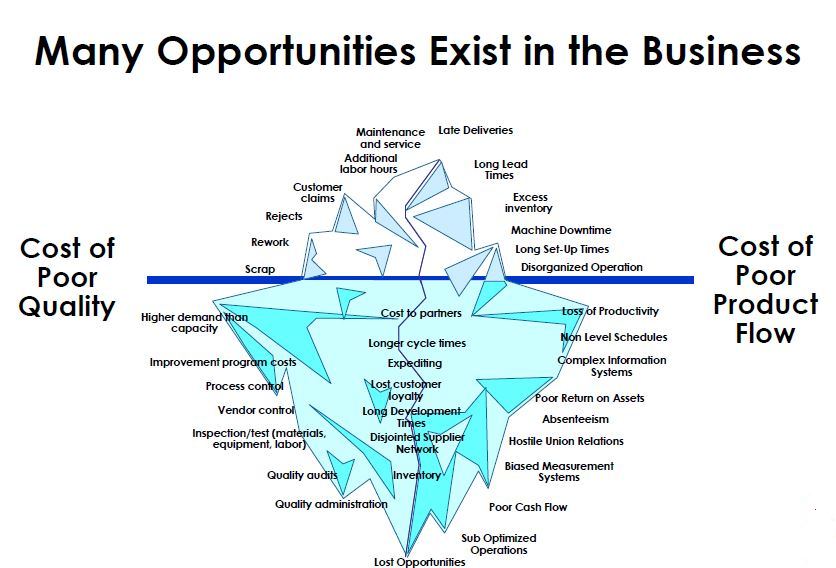 Many Opportunities Exist in the Business
Maintenance
and service
Late Deliveries
Additional
labor hours
Long Lead
Times
Customer
claims
Excess
inventory
Rejects
Machine Downtime
Rework
Long Set-Up Times
Scrap
Disorganized Operation
Cost of
Poor
Quality
Cost of
Poor
Product
Flow
Higher demand than
capacity
Cost to partners
Loss of Productivity
Longer cycle times
Non Level Schedules
Improvement program costs
Expediting
Complex Information
Systems
Process control
Lost customer
loyalty
Poor Return on Assets
Vendor control
Long Development
Times
Absenteeism
Inspection/test (materials,
equipment, labor)
Disjointed Supplier
Network
Hostile Union Relations
Quality audits
Inventory
Biased Measurement
Systems
Quality administration
Poor Cash Flow
Sub Optimized
Operations
Lost Opportunities